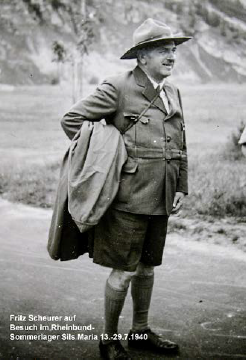 Fritz Scheurer auf
Besuch im Rheinbund-
Sommerlager Sils Maria 13.-29.7.1940